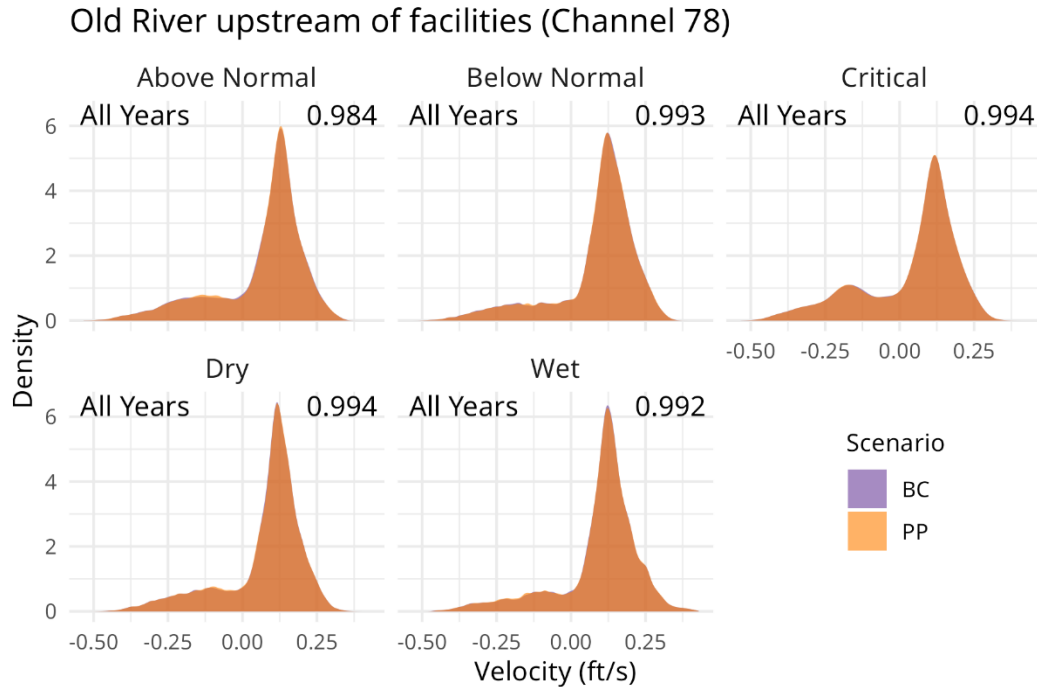 Old River upstream of facilities (Channel 78)
Above Normal
Below Normal
Critical
All Years 0.984
All Years 0.993
All Years 0.994
6
4
2
0
-0.50 -0.25 0.00 0.25
Dry
Wet
All Years 0.994
All Years 0.992
6
4
2
0
-0.50 -0.25 0.00 0.25
-0.50 -0.25 0.00 0.25
Density
Velocity (ft/s)
Scenario
BC
PP